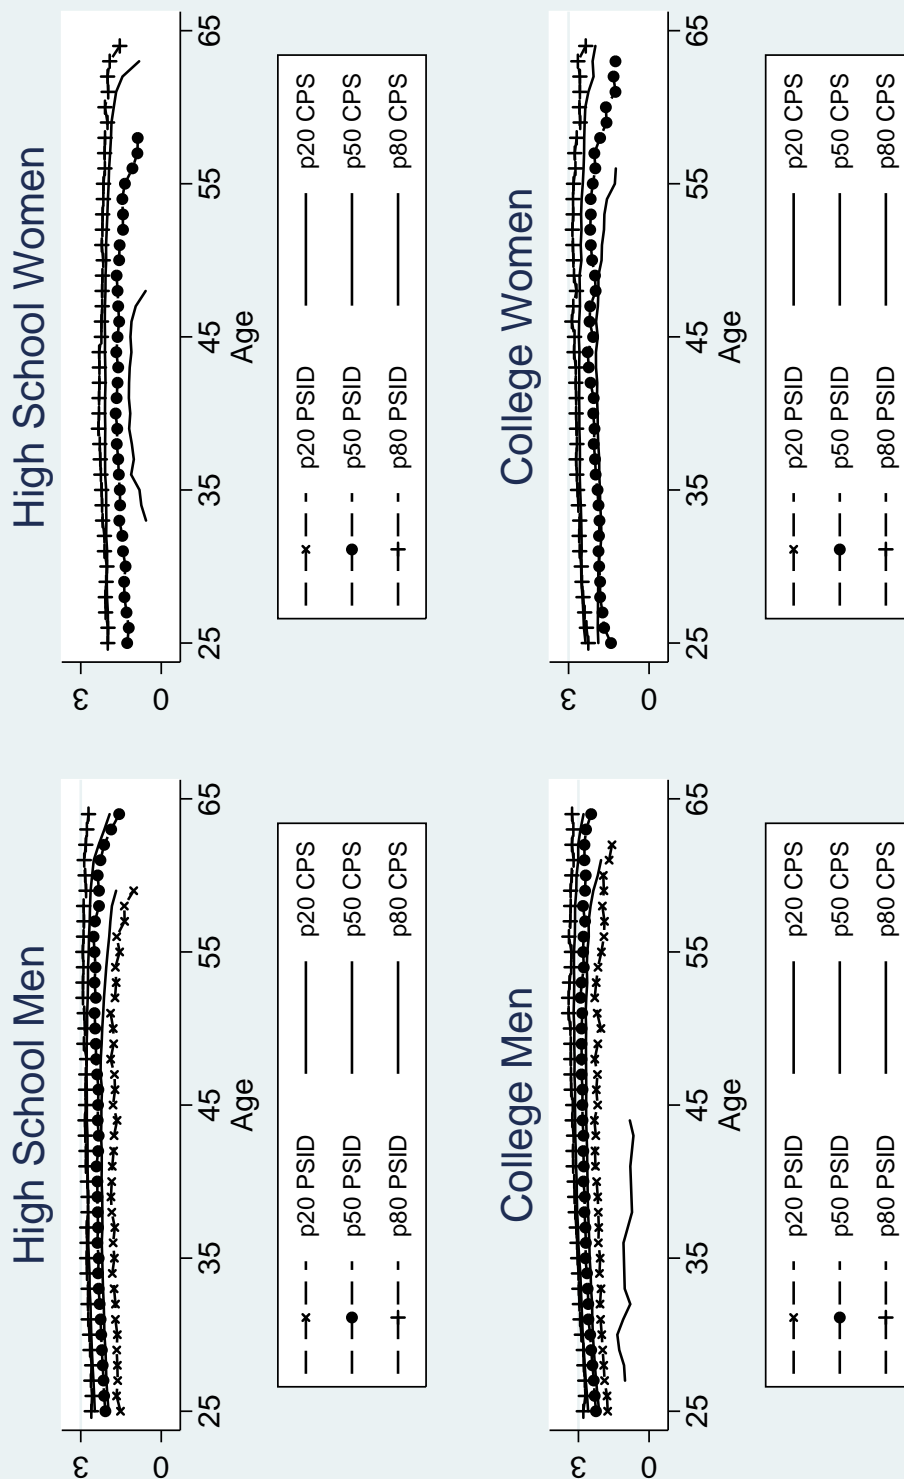 High School Men
3
0
25 35 45 55 65
Age
p20 PSID p20 CPS
p50 PSID p50 CPS
p80 PSID p80 CPS
High School Women
3
0
25 35 45 55 65
Age
p20 PSID p20 CPS
p50 PSID p50 CPS
p80 PSID p80 CPS
College Men
3
0
25 35 45 55 65
Age
p20 PSID p20 CPS
p50 PSID p50 CPS
p80 PSID p80 CPS
College Women
3
0
25 35 45 55 65
Age
p20 PSID p20 CPS
p50 PSID p50 CPS
p80 PSID p80 CPS